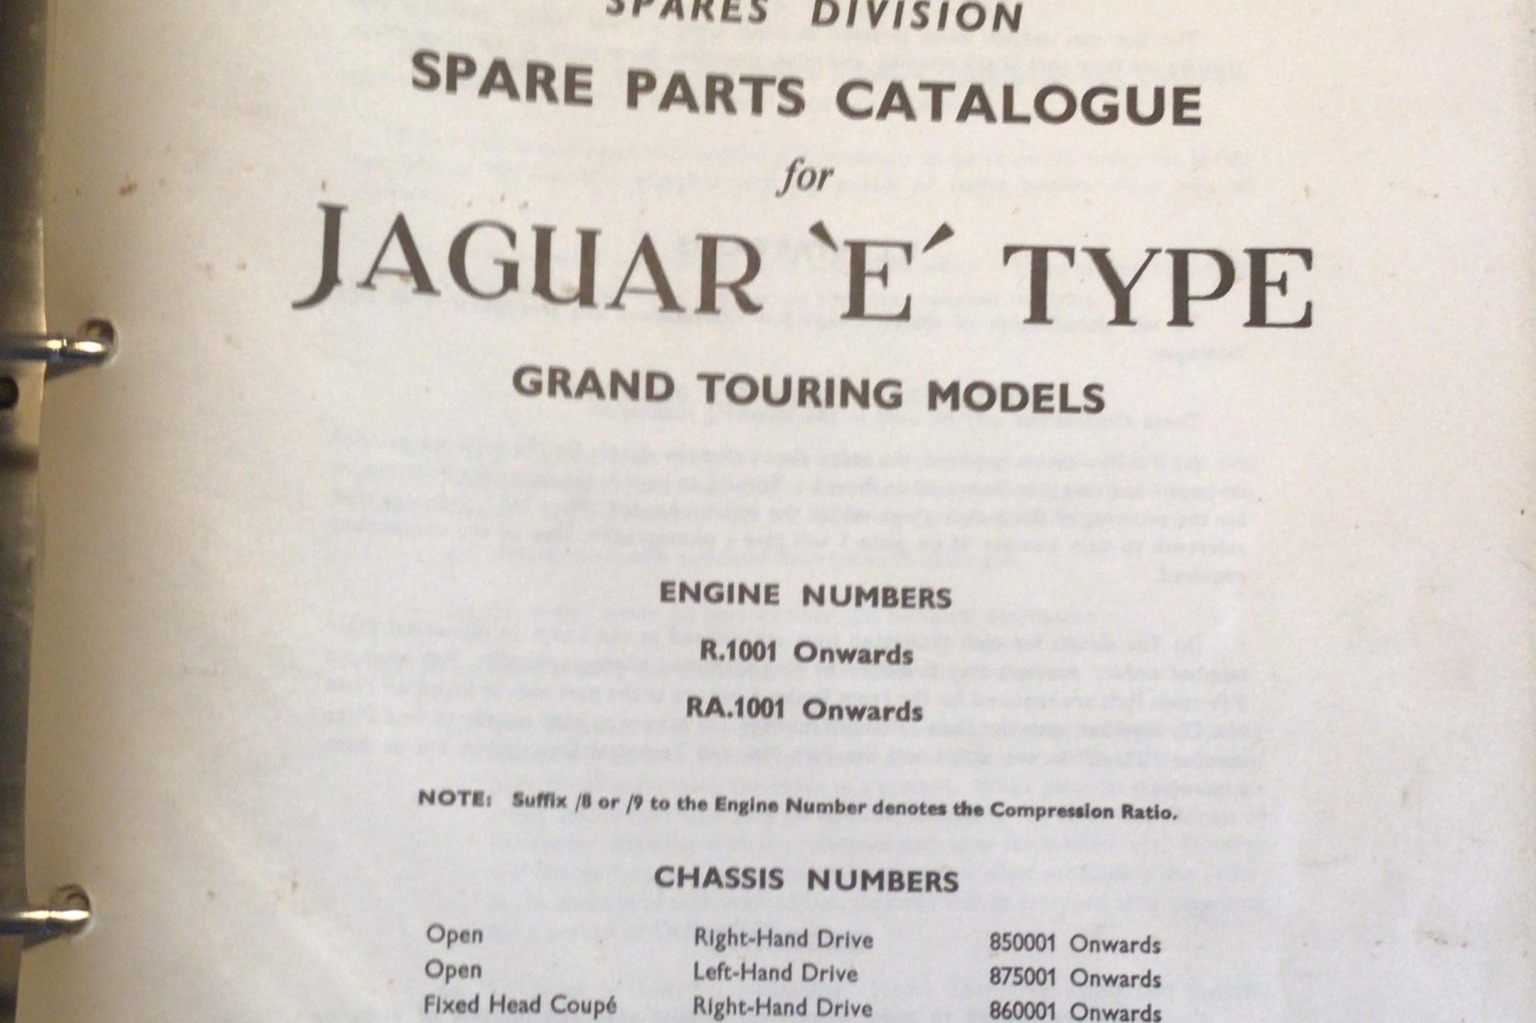 SPARES DIVISION
SPARE PARTS CATALOGUE
for
JAGUAR 'E' TYPE
GRAND TOURING MODELS
ENGINE NUMBERS
R.1001 Onwards
RA.1001 Onwards
NOTE: Suffix /8 or /9 to the Engine Number denotes the Compression Ratio.
CHASSIS NUMBERS
Open Right-Hand Drive 850001 Onwards
Open Left-Hand Drive 875001 Onwards
Fixed Head Coupé Right-Hand Drive 860001 Onwards